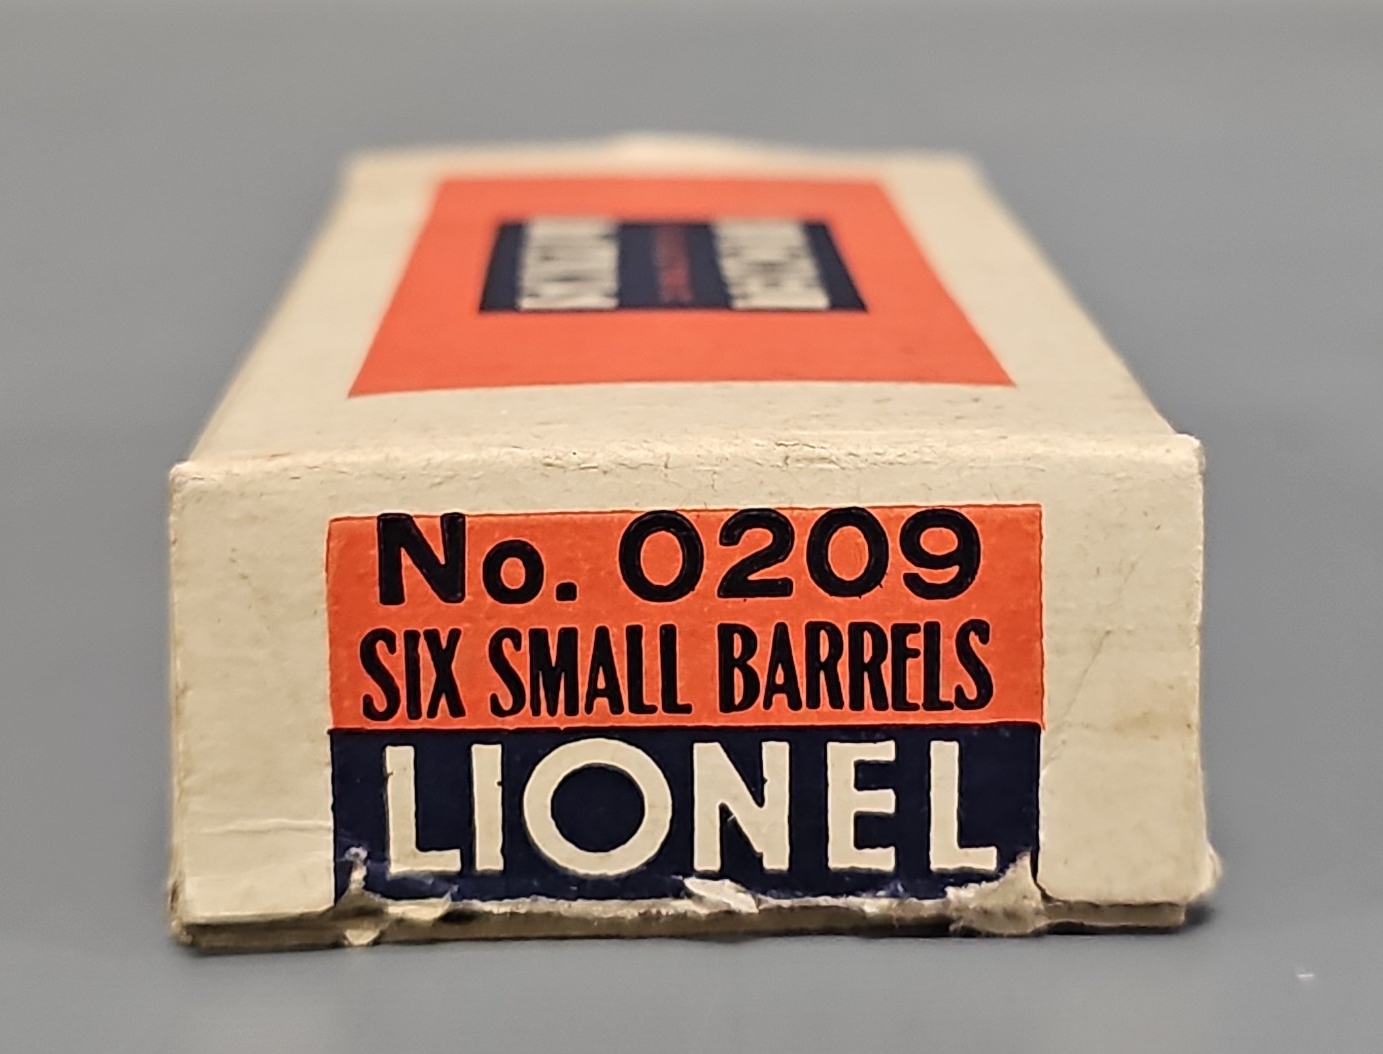 No. 0209
SIX SMALL BARRELS
LIONEL